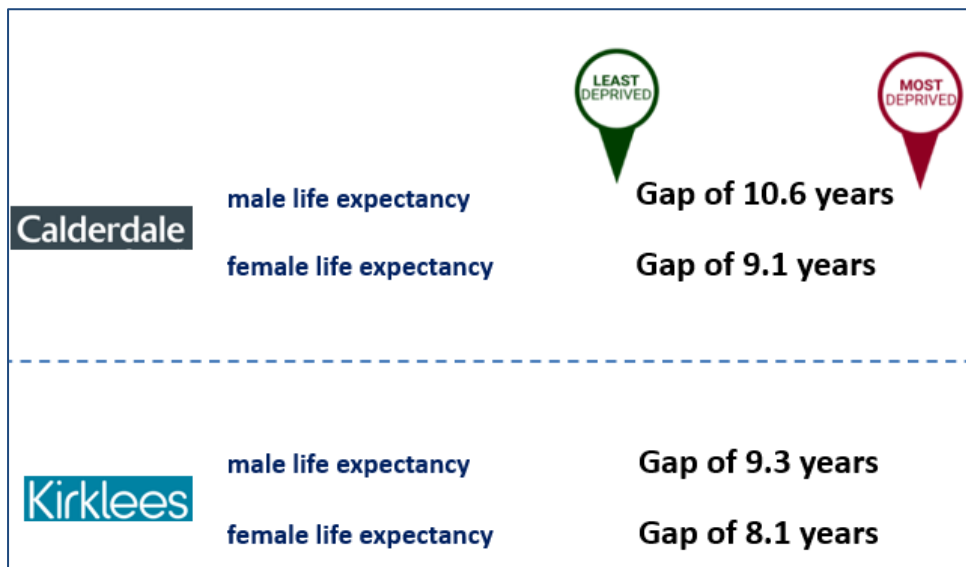 LEAST
DEPRIVED
MOST
DEPRIVED
Calderdale
male life expectancy
Gap of 10.6 years
female life expectancy
Gap of 9.1 years
Kirklees
male life expectancy
Gap of 9.3 years
female life expectancy
Gap of 8.1 years